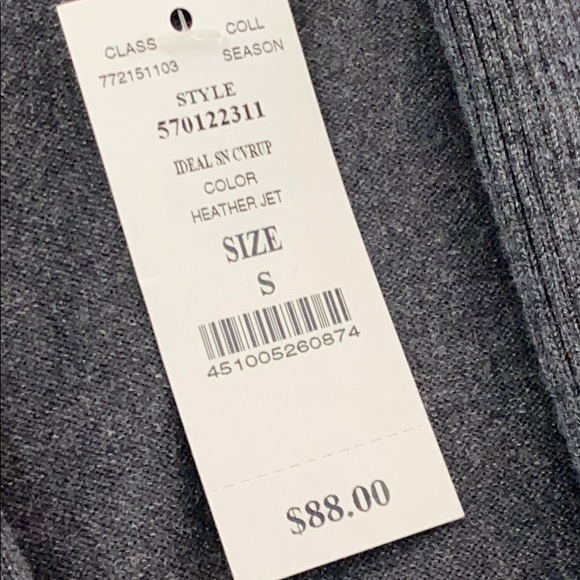 CLASS COLL
772151103 SEASON
STYLE
570122311
IDEAL SN CVRUP
COLOR
HEATHER JET
SIZE
S
451005260874
$88.00